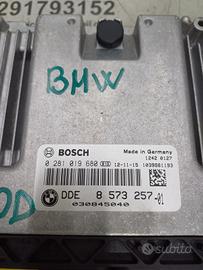 291793152
BMW
BOSCH
Made in Germany
1242 0127
0 281 019 680
12-11-15
1039S81193
DDE 8 573 257-01
030845040
OD
Subito